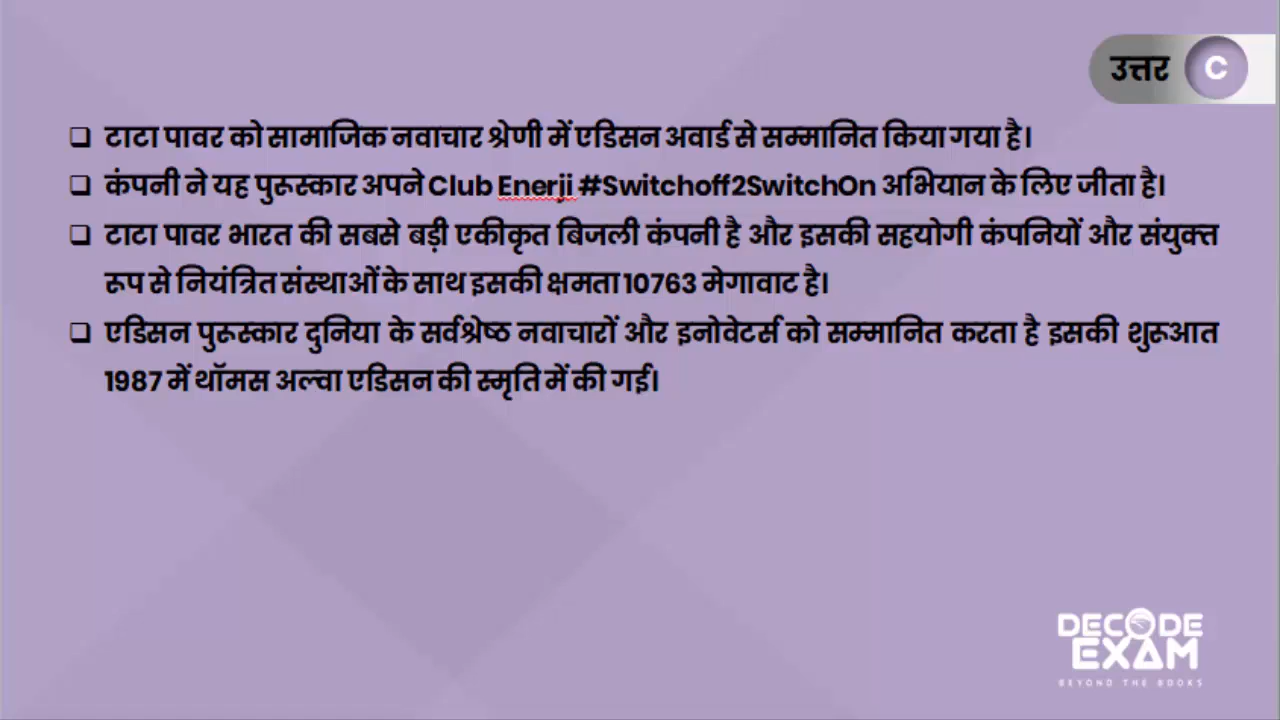 उत्तर C
❑ टाटा पावर को सामाजिक नवाचार श्रेणी में एडिसन अवार्ड से सम्मानित किया गया है।
❑ कंपनी ने यह पुरूस्कार अपने Club Enerji #Switchoff2SwitchOn अभियान के लिए जीता है।
❑ टाटा पावर भारत की सबसे बड़ी एकीकृत बिजली कंपनी है और इसकी सहयोगी कंपनियों और संयुक्त
रूप से नियंत्रित संस्थाओं के साथ इसकी क्षमता 10763 मेगावाट है।
❑ एडिसन पुरूस्कार दुनिया के सर्वश्रेष्ठ नवाचारों और इनोवेटर्स को सम्मानित करता है इसकी शुरूआत
1987 में थॉमस अल्वा एडिसन की स्मृति में की गई।
DECODE
EXAM
BEYOND THE BOOKS